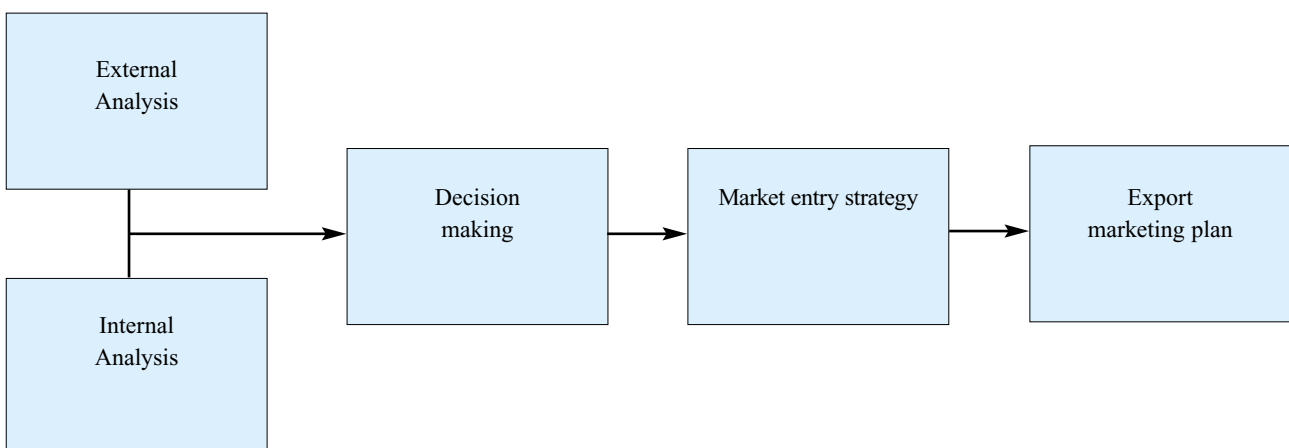 External
Analysis
Decision
making
Market entry strategy
Export
marketing plan
Internal
Analysis